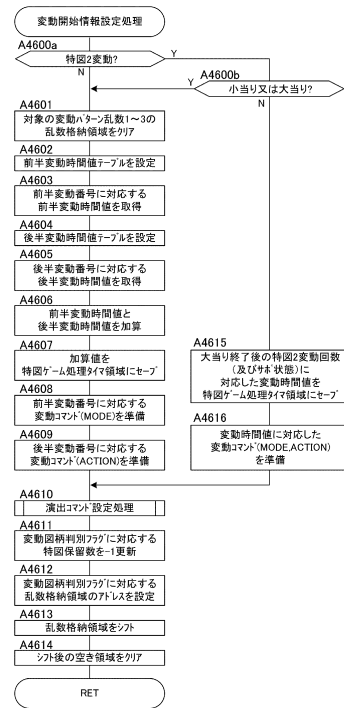 変動開始情報設定処理
A4600a
特図2変動?
Y
N
A4600b
小当り又は大当り?
Y
N
A4601
対象の変動パターン乱数1～3の
乱数格納領域をクリア
A4602
前半変動時間値テーブルを設定
A4603
前半変動番号に対応する
前半変動時間値を取得
A4604
後半変動時間値テーブルを設定
A4605
後半変動番号に対応する
後半変動時間値を取得
A4606
前半変動時間値と
後半変動時間値を加算
A4607
加算値を
特図ゲーム処理タイマ領域にセーブ
A4608
前半変動番号に対応する
変動コマンド(MODE)を準備
A4609
後半変動番号に対応する
変動コマンド(ACTION)を準備
A4615
大当り終了後の特図2変動回数
(及びサポ状態)に
対応した変動時間値を
特図ゲーム処理タイマ領域にセーブ
A4616
変動時間値に対応した
変動コマンド(MODE,ACTION)
を準備
A4610
演出コマンド設定処理
A4611
変動図柄判別フラグに対応する
特図保留数を-1更新
A4612
変動図柄判別フラグに対応する
乱数格納領域のアドレスを設定
A4613
乱数格納領域をシフト
A4614
シフト後の空き領域をクリア
RET